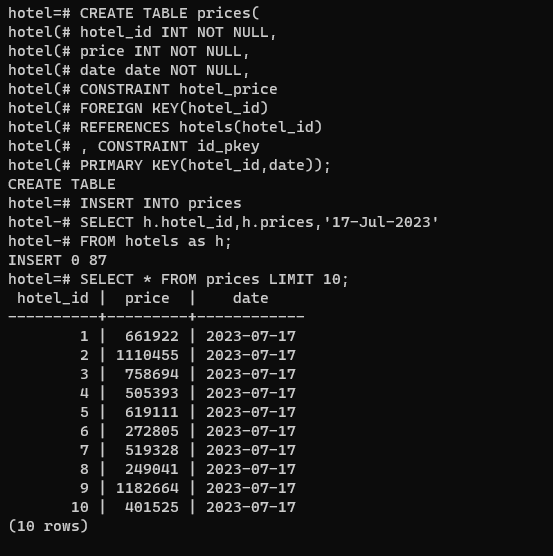 hotel=# CREATE TABLE prices(
hotel(# hotel_id INT NOT NULL,
hotel(# price INT NOT NULL,
hotel(# date date NOT NULL,
hotel(# CONSTRAINT hotel_price
hotel(# FOREIGN KEY(hotel_id)
hotel(# REFERENCES hotels(hotel_id)
hotel(# , CONSTRAINT id_pkey
hotel(# PRIMARY KEY(hotel_id,date));
CREATE TABLE
hotel=# INSERT INTO prices
hotel-# SELECT h.hotel_id,h.prices,'17-Jul-2023'
hotel-# FROM hotels as h;
INSERT 0 87
hotel=# SELECT * FROM prices LIMIT 10;
 hotel_id |  price  |    date
----------+---------+------------
        1 |  661922 | 2023-07-17
        2 | 1110455 | 2023-07-17
        3 |  758694 | 2023-07-17
        4 |  505393 | 2023-07-17
        5 |  619111 | 2023-07-17
        6 |  272805 | 2023-07-17
        7 |  519328 | 2023-07-17
        8 |  249041 | 2023-07-17
        9 | 1182664 | 2023-07-17
       10 |  401525 | 2023-07-17
(10 rows)